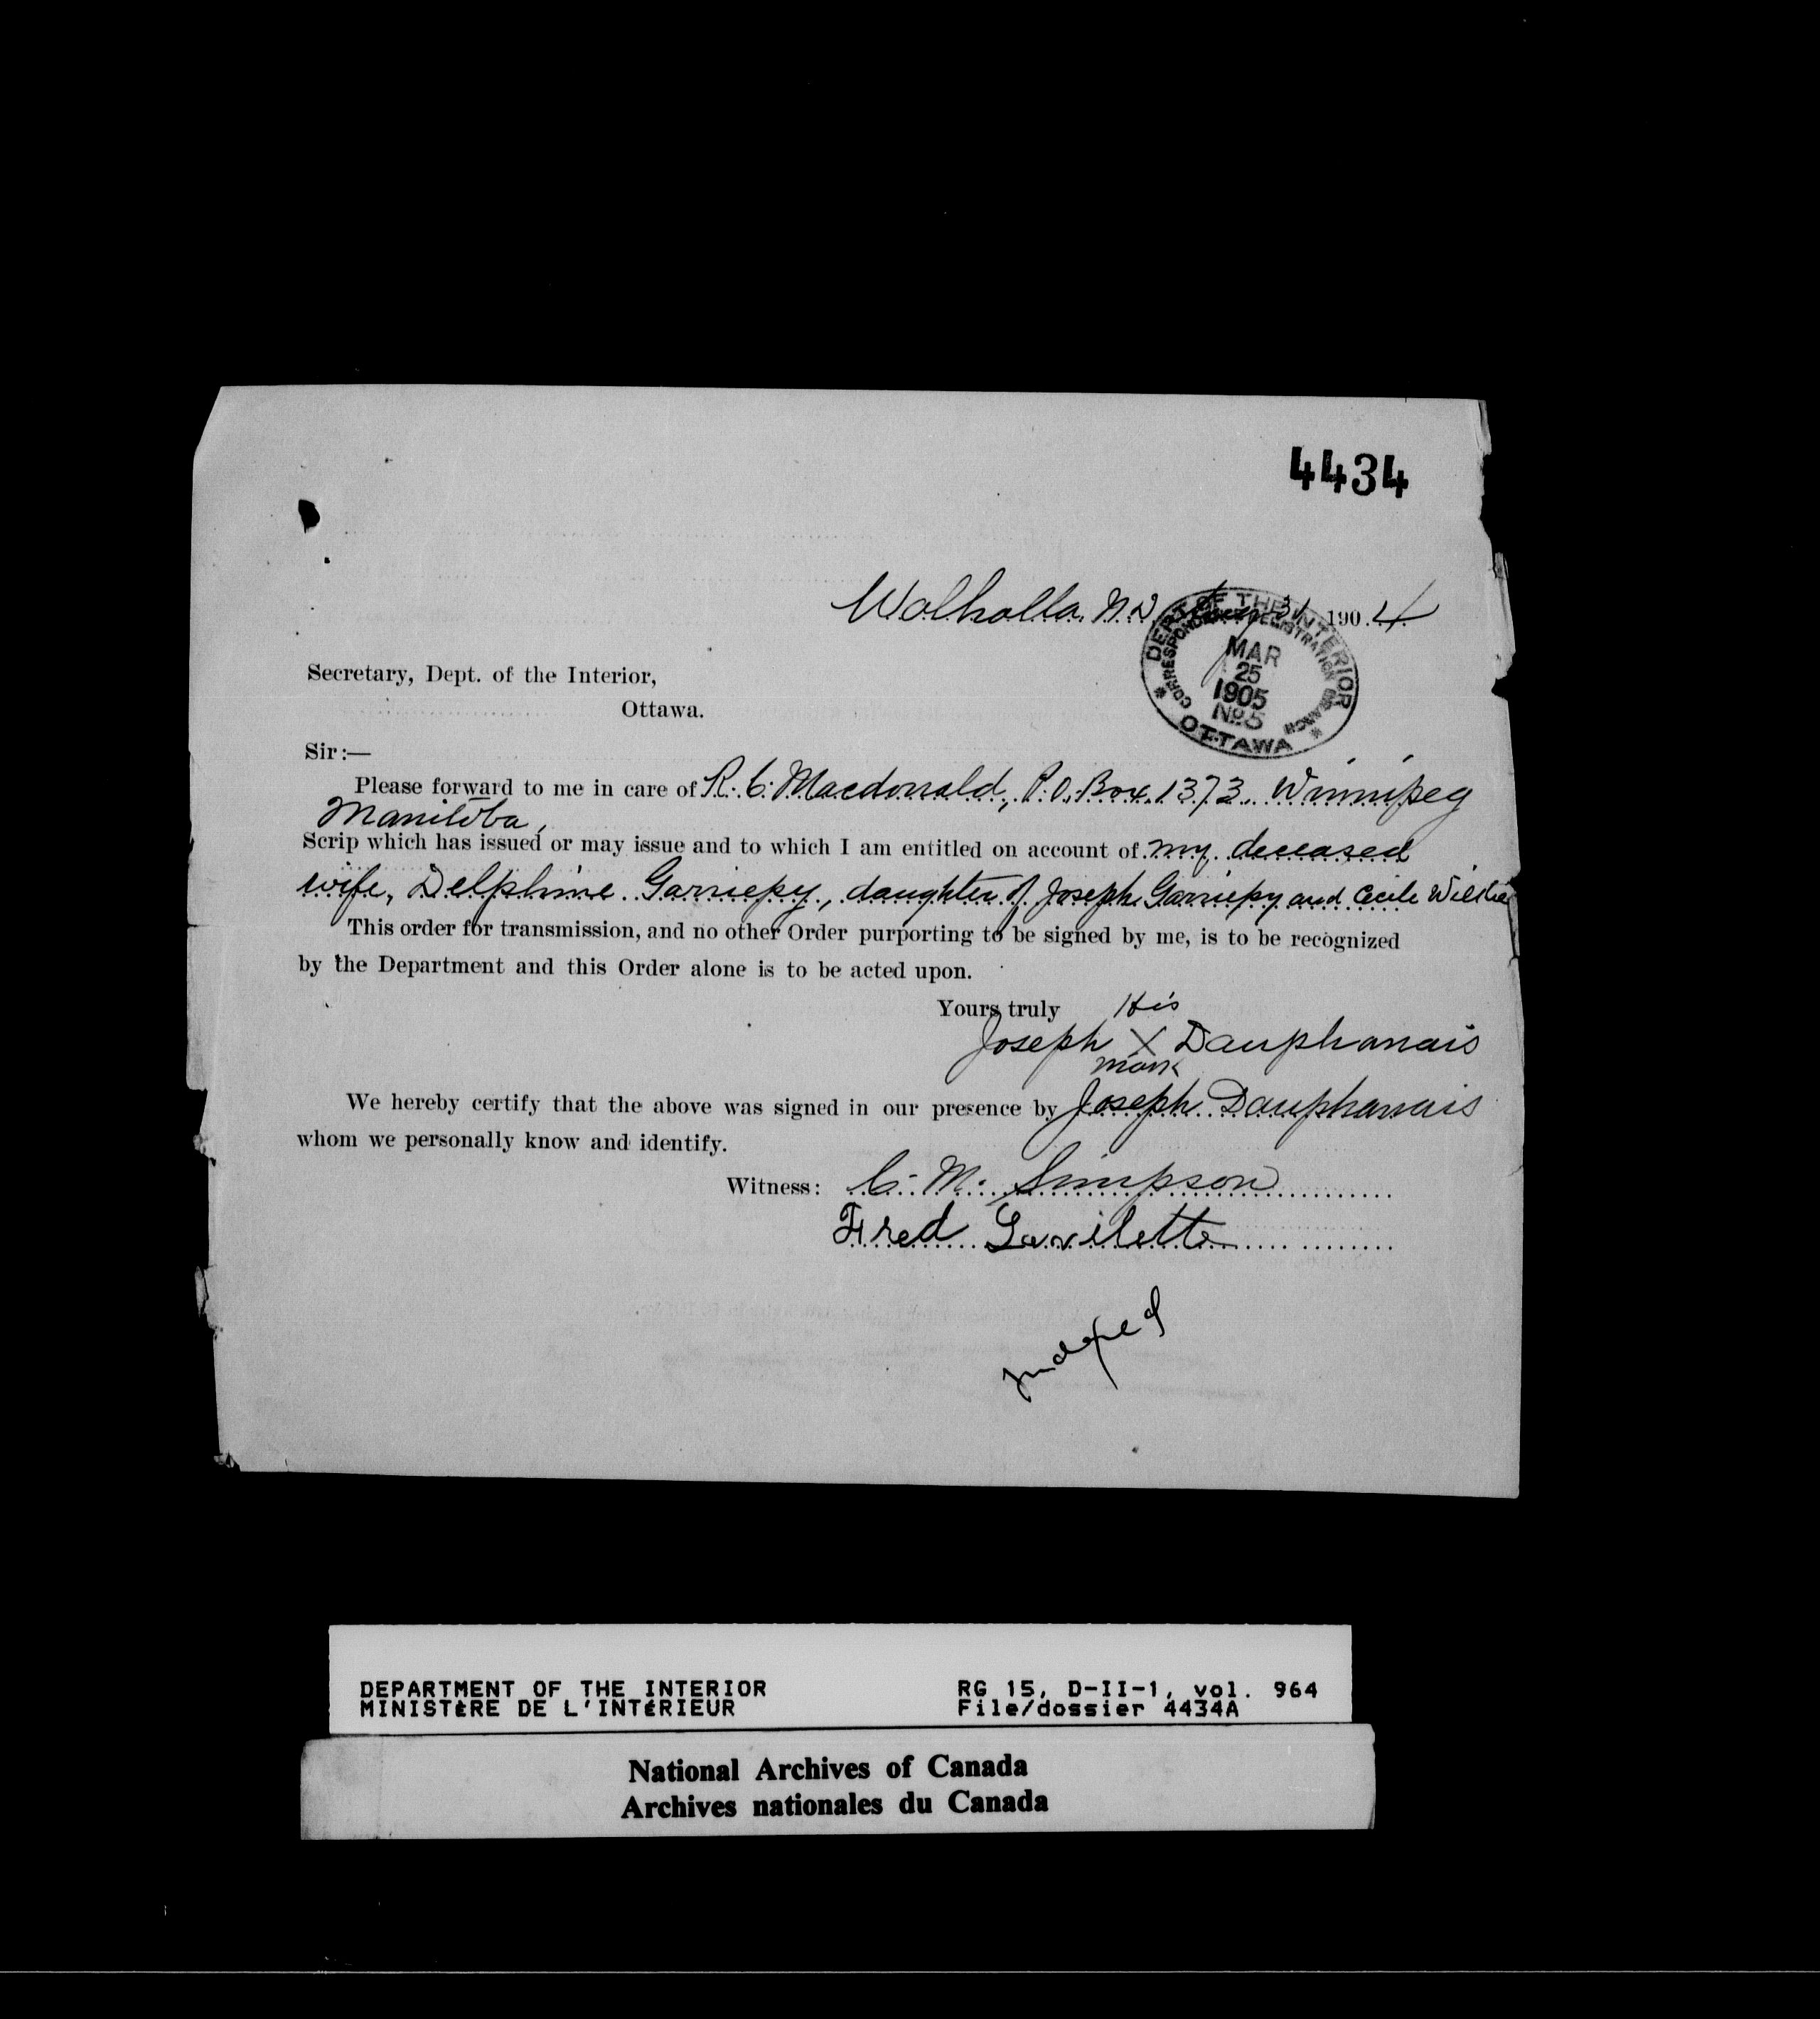 4434
Walhalla, N.D. 31 1904
DEPT OF THE INTERIOR
CORRESPONDENCE REGISTRATION BRANCH
MAR
25
1905
No. 5
OTTAWA
Secretary, Dept. of the Interior,
Ottawa.
Sir:—
Please forward to me in care of R. C. Macdonald, P.O. Box 1373 Winnipeg
Manitoba,
Scrip which has issued or may issue and to which I am entitled on account of my deceased
wife, Delphine Garriepy, daughter of Joseph Garriepy and Cecile
This order for transmission, and no other Order purporting to be signed by me, is to be recognized
by the Department and this Order alone is to be acted upon.
Yours truly His
Joseph X Dauphanais
mark
We hereby certify that the above was signed in our presence by Joseph Dauphanais
whom we personally know and identify.
Witness: C. M. Simpson
Fred
Indexed
DEPARTMENT OF THE INTERIOR RG 15, D-II-1, vol. 964
MINISTÈRE DE L'INTÉRIEUR File/dossier 4434A
National Archives of Canada
Archives nationales du Canada